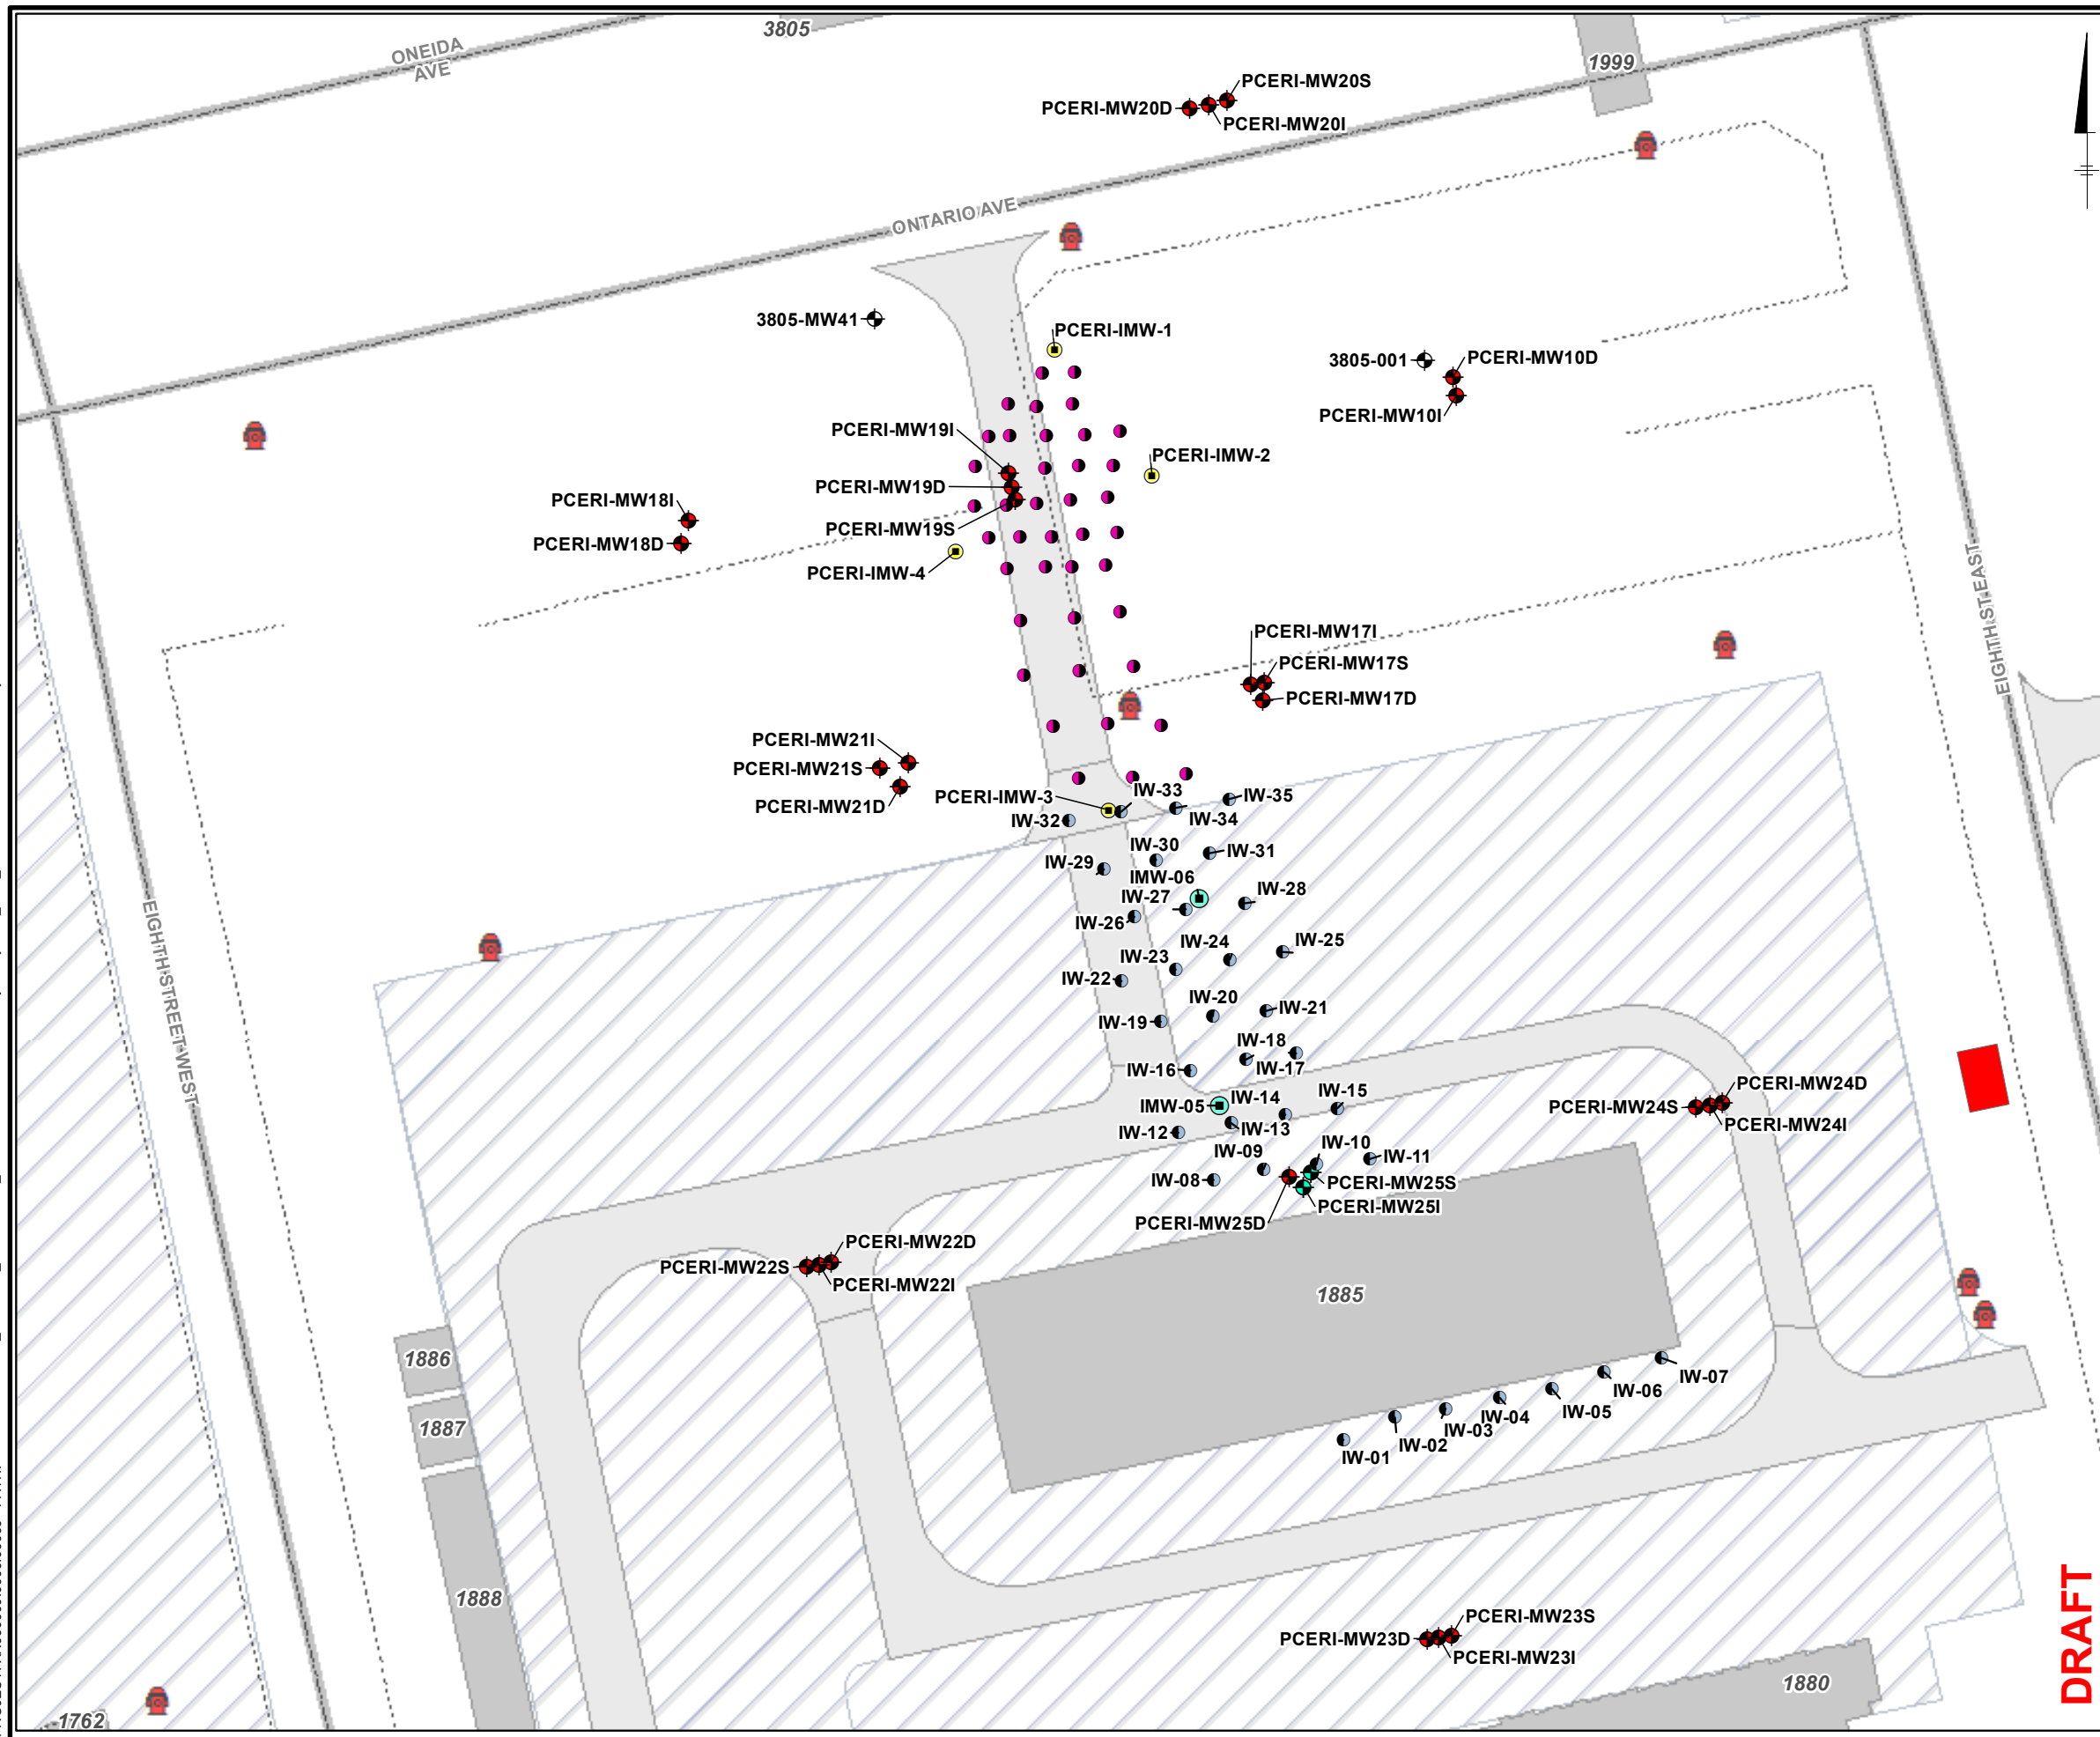 3805
ONEIDA
AVE
1999
PCERI-MW20S
PCERI-MW20D
PCERI-MW20I
ONTARIO AVE
3805-MW41
PCERI-IMW-1
3805-001
PCERI-MW10D
PCERI-MW10I
PCERI-MW19I
PCERI-IMW-2
PCERI-MW19D
PCERI-MW18I
PCERI-MW19S
PCERI-MW18D
PCERI-IMW-4
EIGHTH ST EAST
PCERI-MW17I
PCERI-MW17S
PCERI-MW17D
PCERI-MW21I
PCERI-MW21S
PCERI-MW21D
PCERI-IMW-3
IW-33
IW-35
IW-32
IW-34
IW-30
IW-31
IW-29
IMW-06
IW-28
IW-27
IW-26
EIGHTH STREET WEST
IW-24
IW-25
IW-23
IW-22
IW-20
IW-21
IW-19
IW-18
IW-17
IW-16
IW-15
IW-14
IMW-05
PCERI-MW24D
PCERI-MW24S
PCERI-MW24I
IW-13
IW-12
IW-10
IW-09
IW-11
IW-08
PCERI-MW25S
PCERI-MW25I
PCERI-MW25D
PCERI-MW22D
PCERI-MW22S
PCERI-MW22I
1885
1886
IW-07
IW-06
IW-05
IW-04
IW-03
IW-02
IW-01
1887
1888
PCERI-MW23S
PCERI-MW23D
PCERI-MW23I
1880
1762
DRAFT